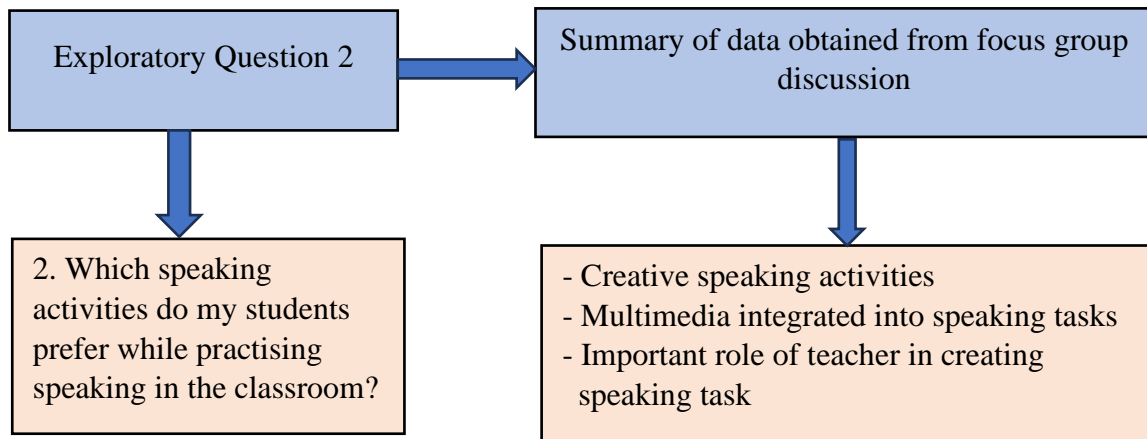 Exploratory Question 2
Summary of data obtained from focus group
discussion
2. Which speaking
activities do my students
prefer while practising
speaking in the classroom?
- Creative speaking activities
- Multimedia integrated into speaking tasks
- Important role of teacher in creating
speaking task